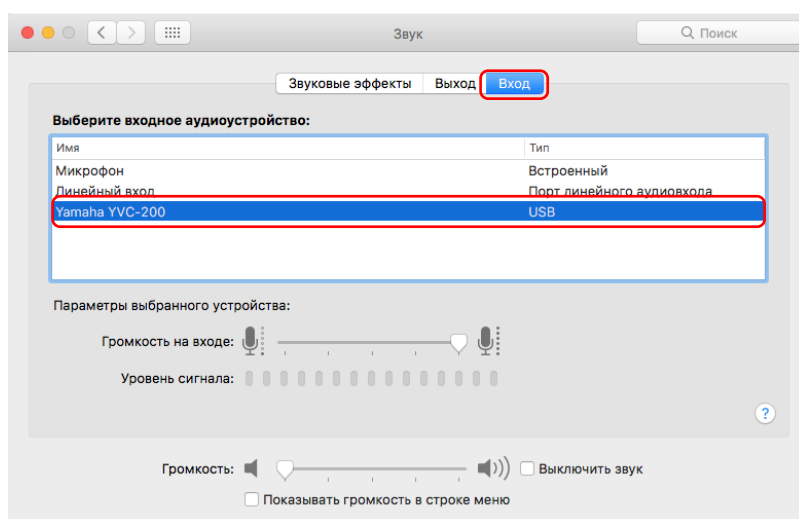 Звук
Поиск
Звуковые эффекты Выход Вход
Выберите входное аудиоустройство:
Имя Тип
Микрофон Встроенный
Линейный вход Порт линейного аудиовхода
Yamaha YVC-200 USB
Параметры выбранного устройства:
Громкость на входе:
Уровень сигнала:
?
Громкость: Выключить звук
Показывать громкость в строке меню